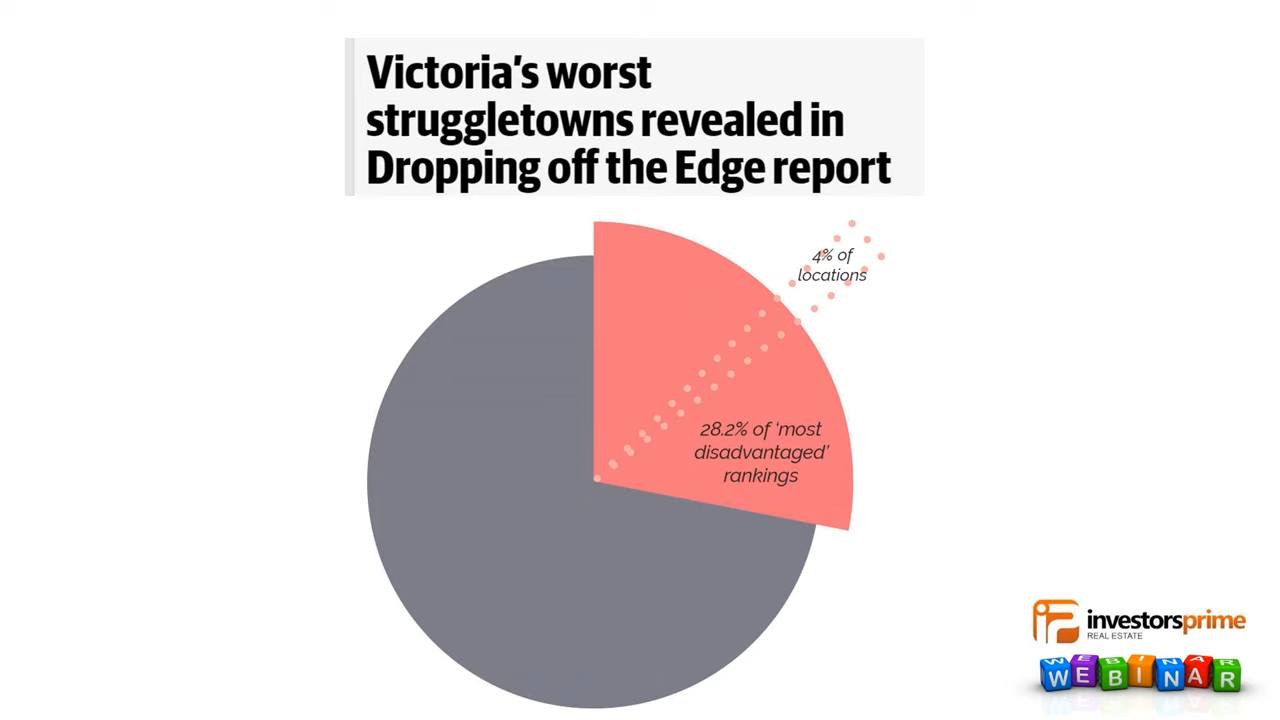 Victoria's worst
struggletowns revealed in
Dropping off the Edge report
4% of
locations
28.2% of 'most
disadvantaged'
rankings
investorsprime
REAL ESTATE
WEBINAR
WEBINAR